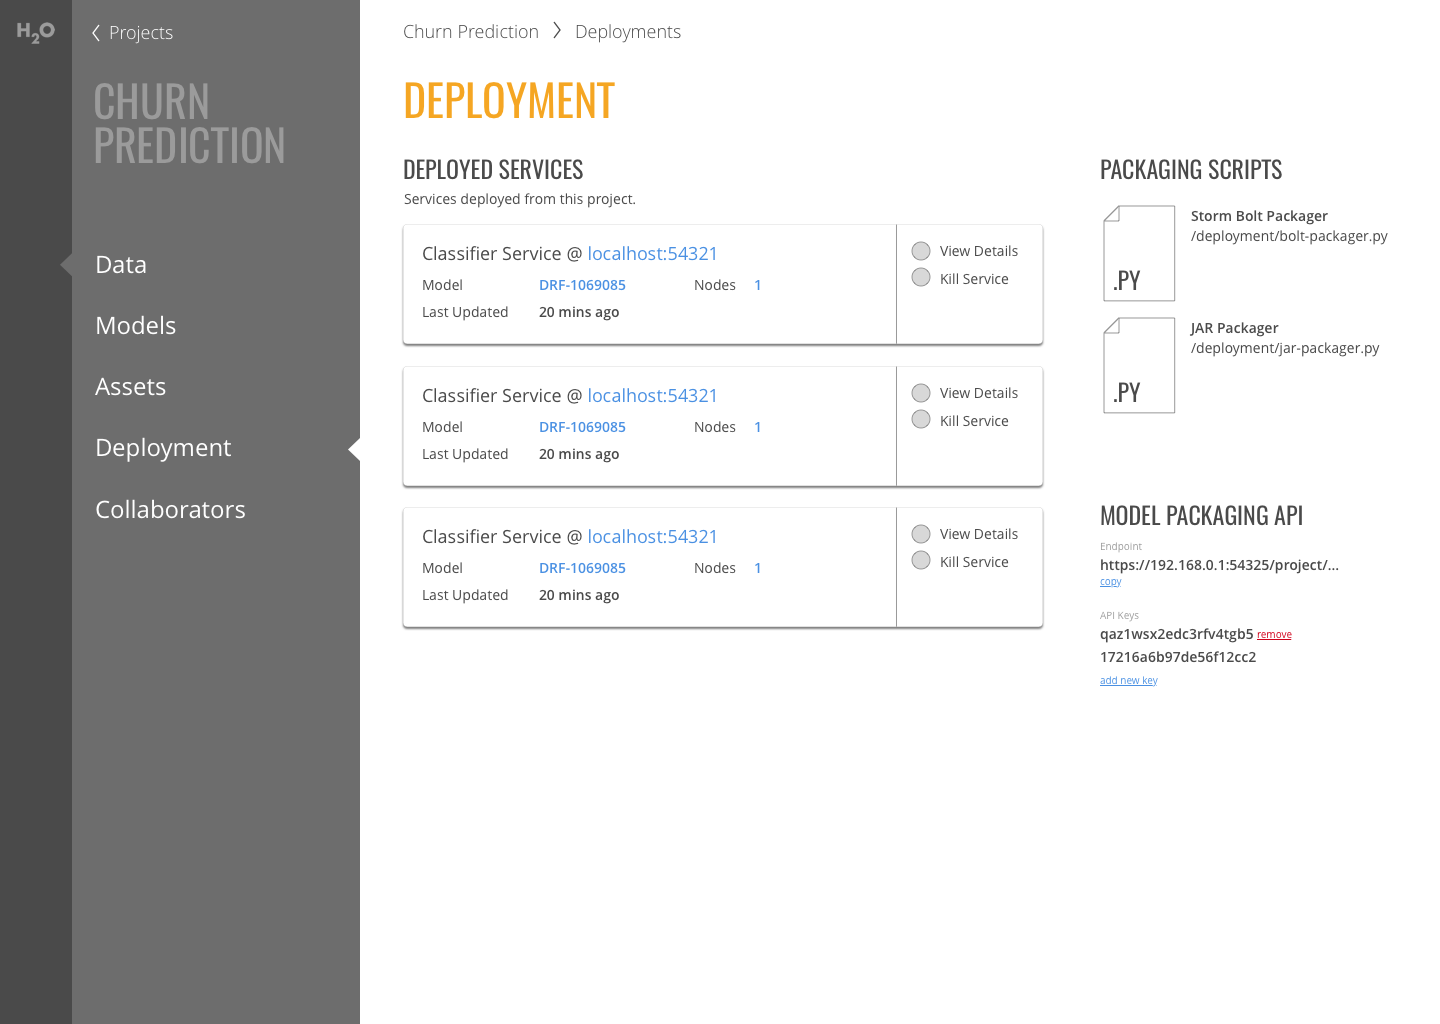 H2O
Projects
CHURN
PREDICTION
Data
Models
Assets
Deployment
Collaborators
Churn Prediction
Deployments
DEPLOYMENT
DEPLOYED SERVICES
Services deployed from this project.
Classifier Service @ localhost:54321
Model DRF-1069085 Nodes 1
Last Updated 20 mins ago
View Details
Kill Service
Classifier Service @ localhost:54321
Model DRF-1069085 Nodes 1
Last Updated 20 mins ago
View Details
Kill Service
Classifier Service @ localhost:54321
Model DRF-1069085 Nodes 1
Last Updated 20 mins ago
View Details
Kill Service
PACKAGING SCRIPTS
.PY
Storm Bolt Packager
/deployment/bolt-packager.py
.PY
JAR Packager
/deployment/jar-packager.py
MODEL PACKAGING API
Endpoint
https://192.168.0.1:54325/project/...
copy
API Keys
qaz1wsx2edc3rfv4tgb5 remove
17216a6b97de56f12cc2
add new key